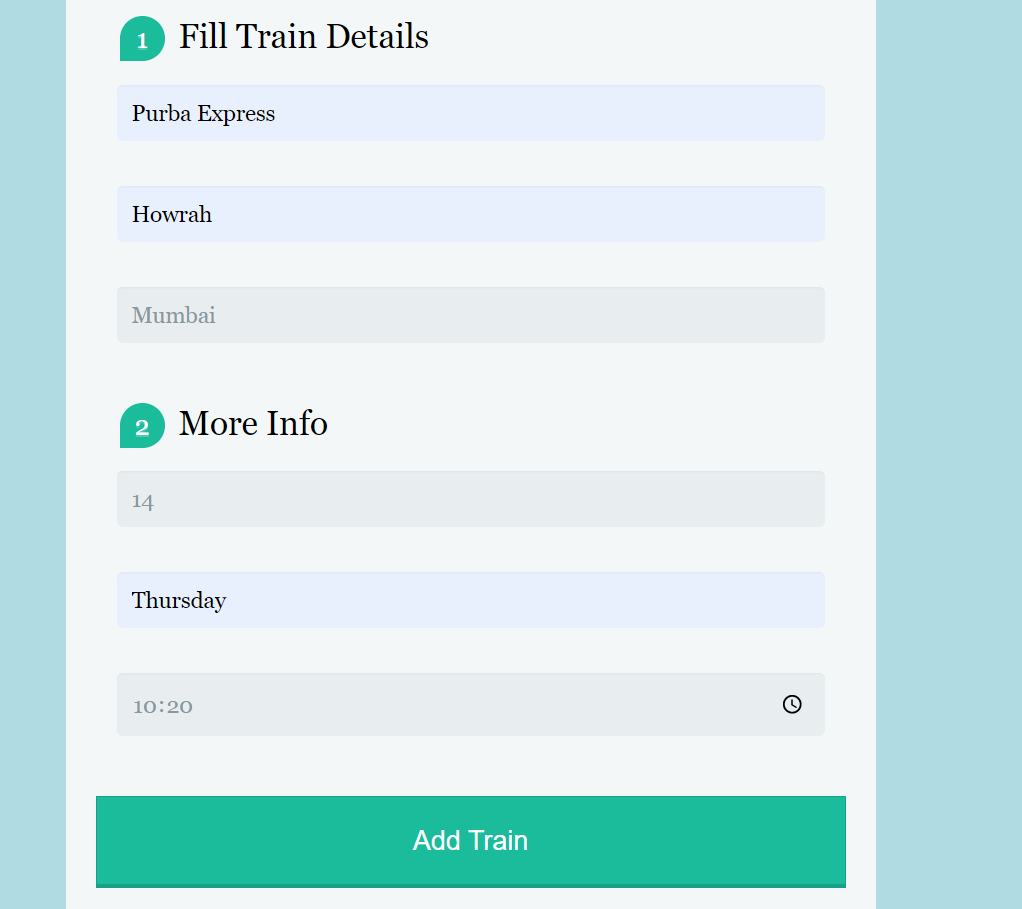 1 Fill Train Details
Purba Express
Howrah
Mumbai
2 More Info
14
Thursday
10:20
Add Train